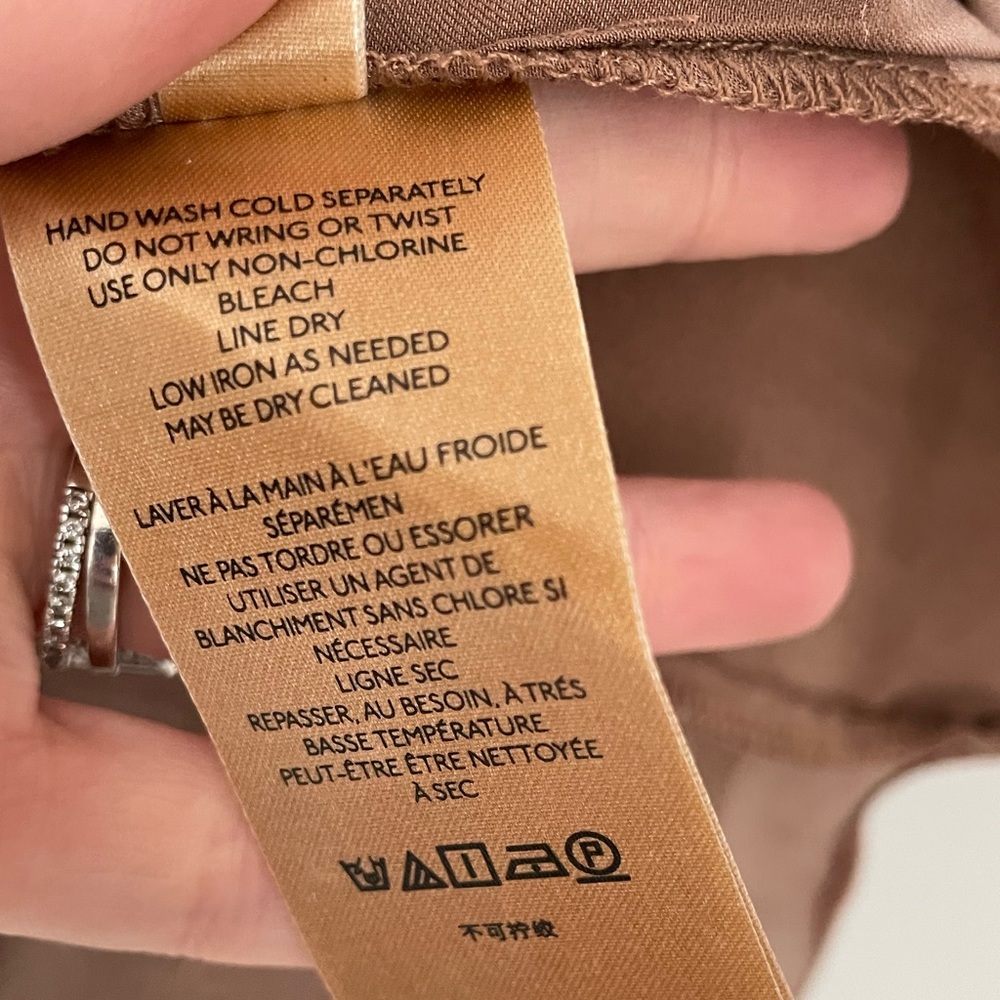 HAND WASH COLD SEPARATELY
DO NOT WRING OR TWIST
USE ONLY NON-CHLORINE
BLEACH
LINE DRY
LOW IRON AS NEEDED
MAY BE DRY CLEANED
LAVER À LA MAIN À L'EAU FROIDE
SÉPARÉMEN
NE PAS TORDRE OU ESSORER
UTILISER UN AGENT DE
BLANCHIMENT SANS CHLORE SI
NÉCESSAIRE
LIGNE SEC
REPASSER, AU BESOIN, À TRÉS
BASSE TEMPÉRATURE
PEUT-ÊTRE ÊTRE NETTOYÉE
À SEC
P
不可拧绞